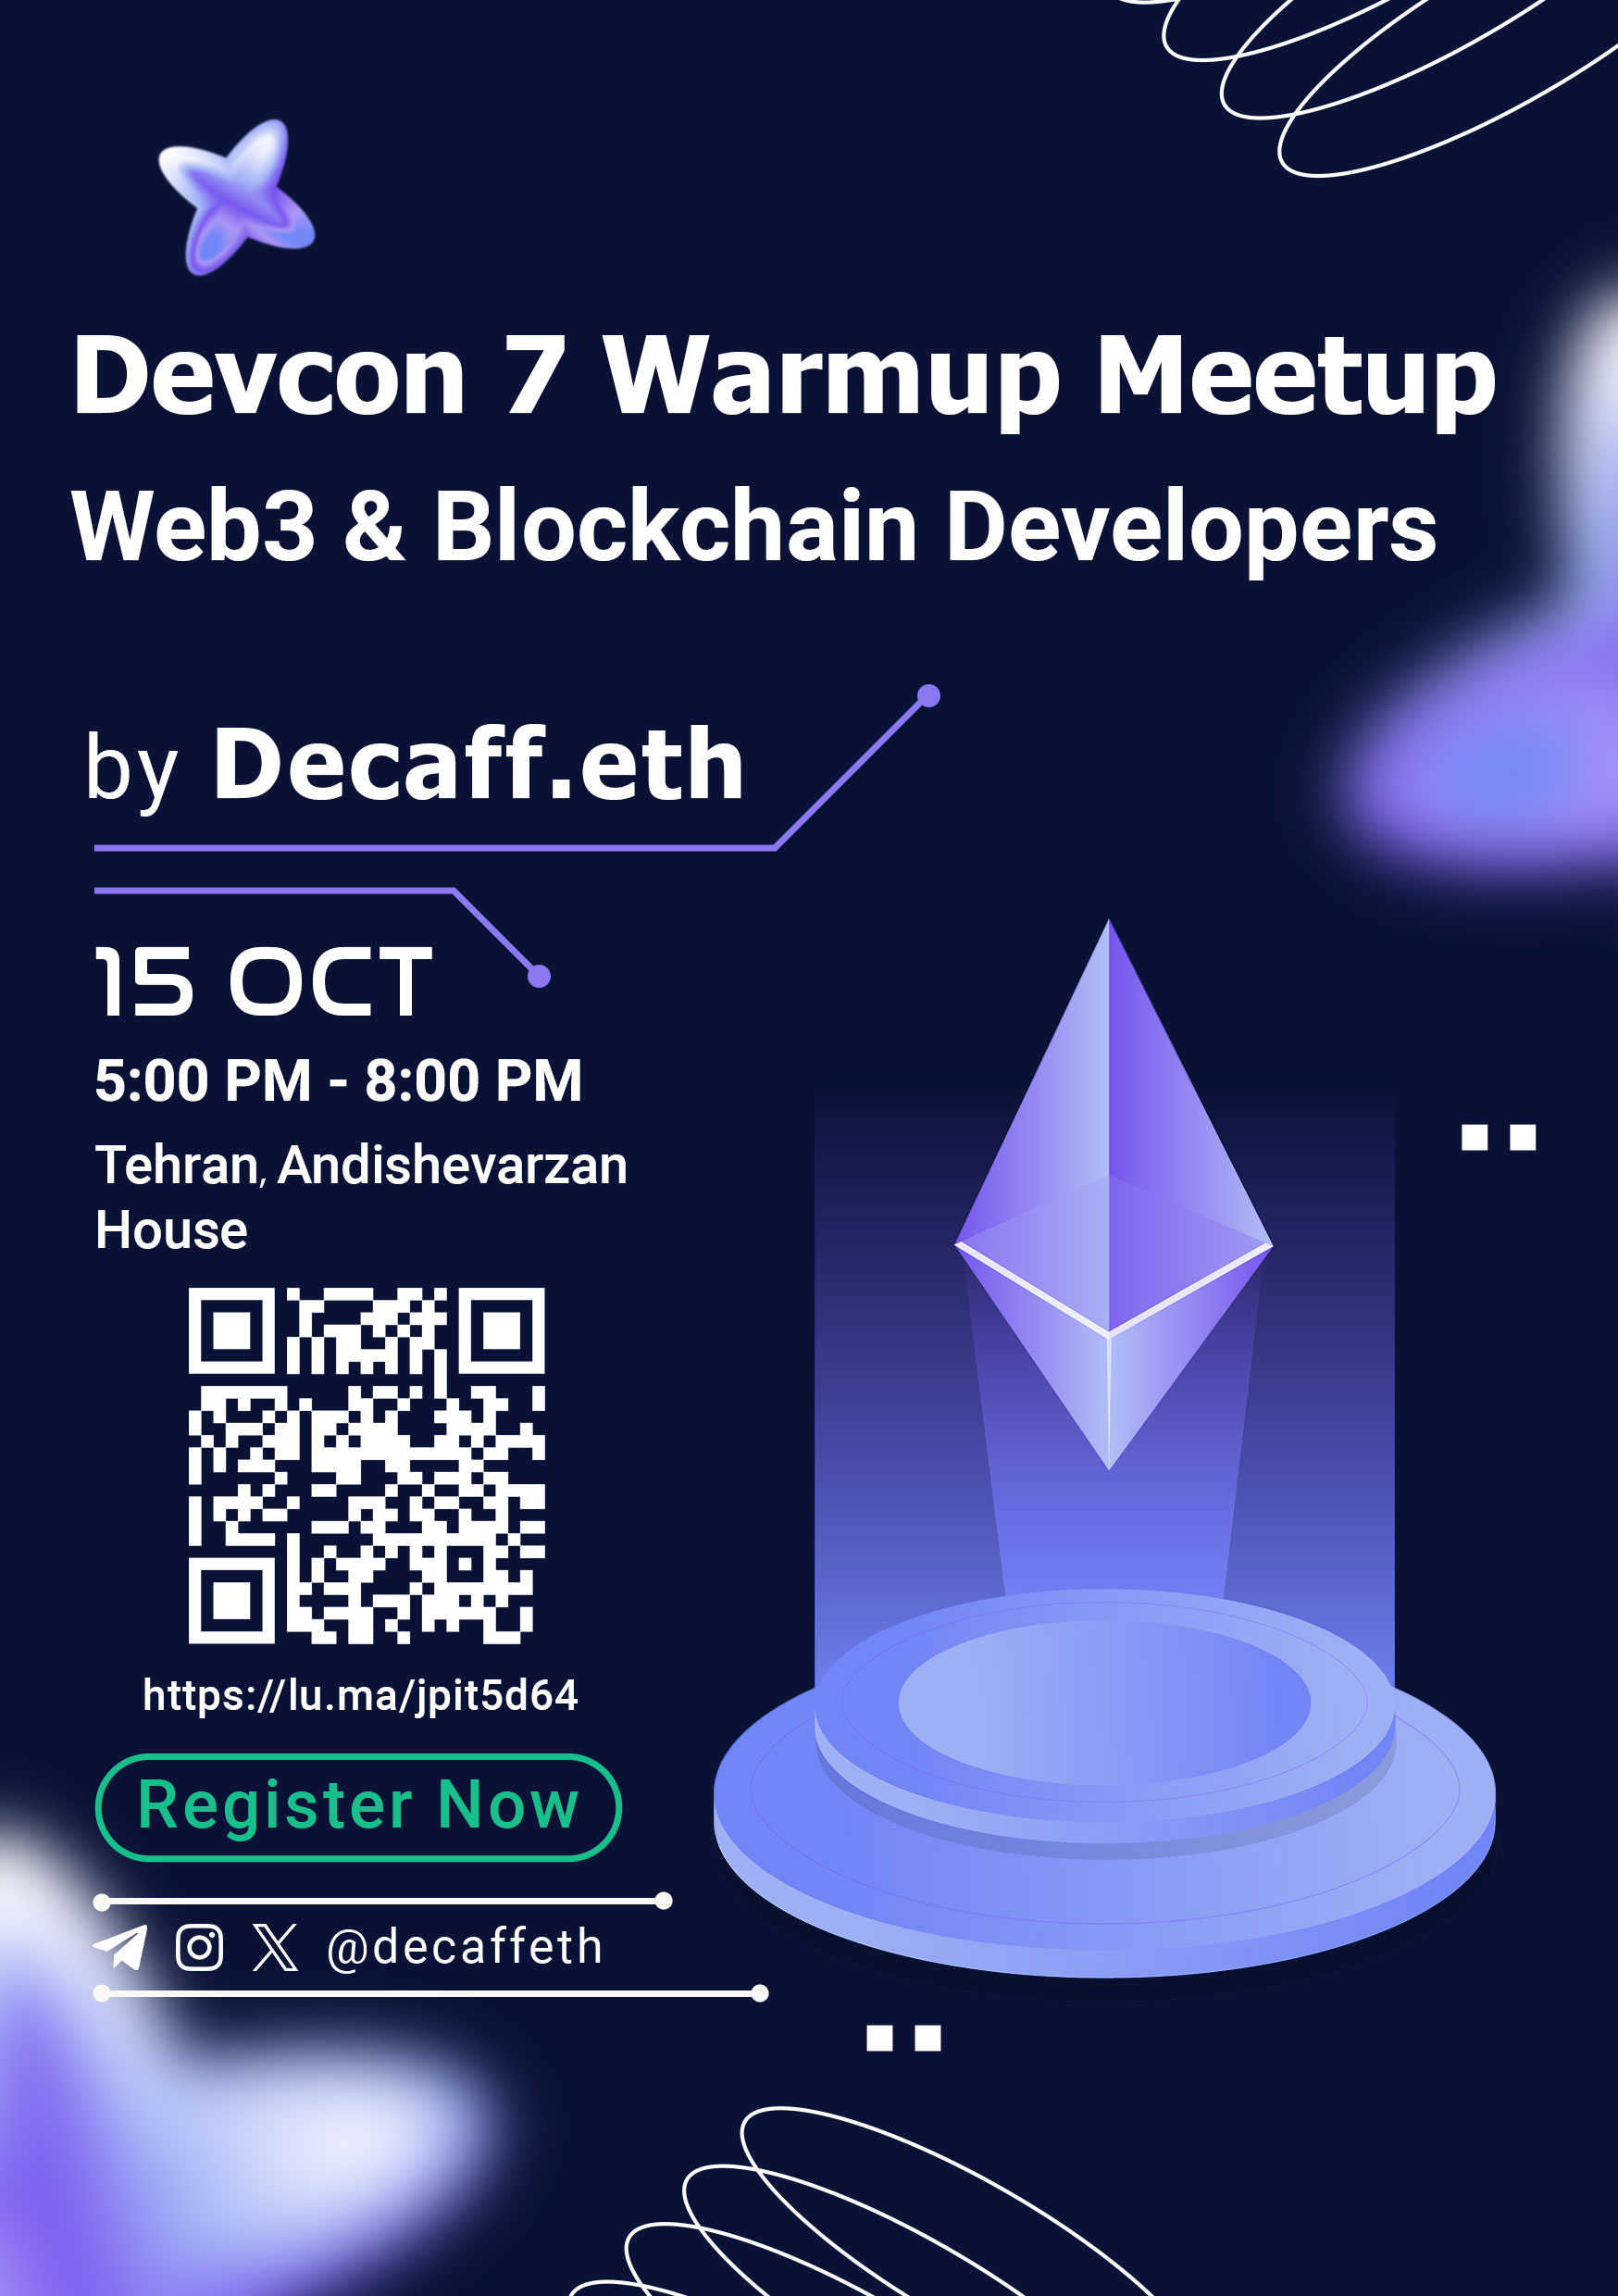 Devcon 7 Warmup Meetup
Web3 & Blockchain Developers
by Decaff.eth
15 OCT
5:00 PM - 8:00 PM
Tehran, Andishevarzan
House
https://lu.ma/jpit5d64
Register Now
@decaffeth